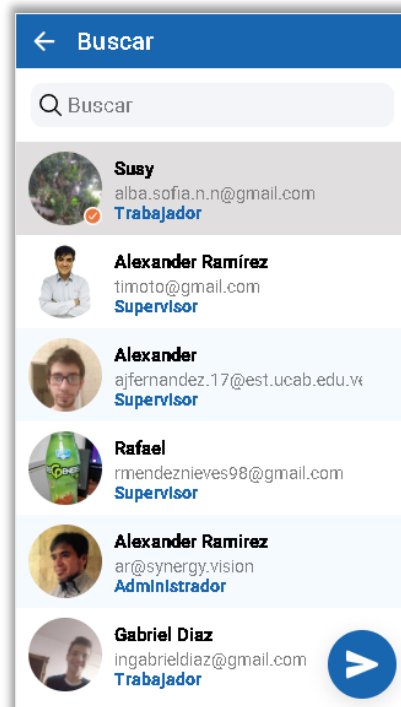 Buscar
Buscar
Susy
alba.sofia.n.n@gmail.com
Trabajador
Alexander Ramírez
timoto@gmail.com
Supervisor
Alexander
ajfernandez.17@est.ucab.edu.ve
Supervisor
Rafael
rmendeznieves98@gmail.com
Supervisor
Alexander Ramirez
ar@synergy.vision
Administrador
Gabriel Diaz
ingabrieldiaz@gmail.com
Trabajador